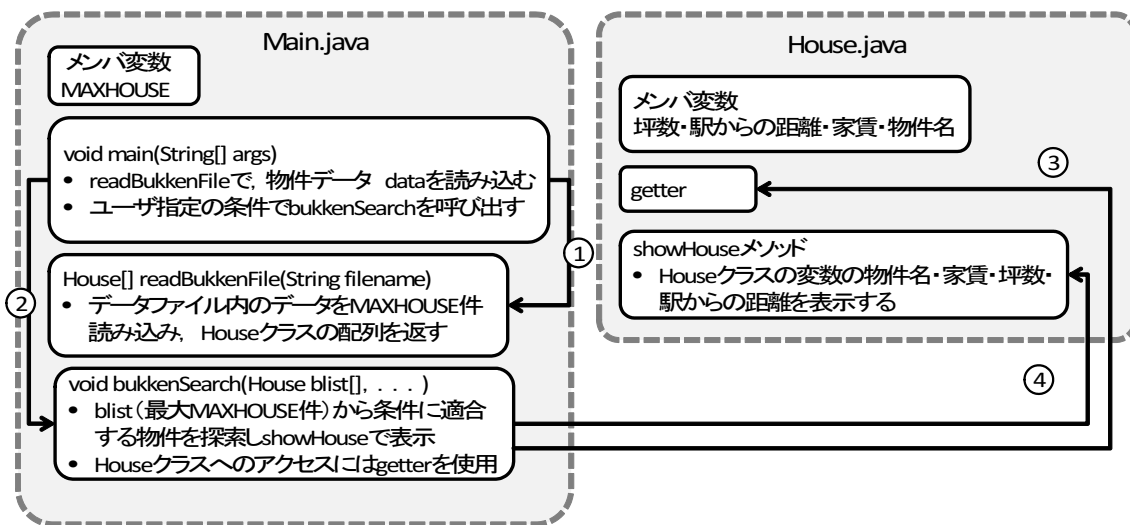 Main.java
メンバ変数
MAXHOUSE
void main(String[] args)
• readBukkenFileで, 物件データ dataを読み込む
• ユーザ指定の条件でbukkenSearchを呼び出す
①
House[] readBukkenFile(String filename)
• データファイル内のデータをMAXHOUSE件
読み込み, Houseクラスの配列を返す
②
void bukkenSearch(House blist[], . . . )
• blist(最大MAXHOUSE件)から条件に適合
する物件を探索しshowHouseで表示
• Houseクラスへのアクセスにはgetterを使用
House.java
メンバ変数
坪数・駅からの距離・家賃・物件名
③
getter
showHouseメソッド
• Houseクラスの変数の物件名・家賃・坪数・
駅からの距離を表示する
④